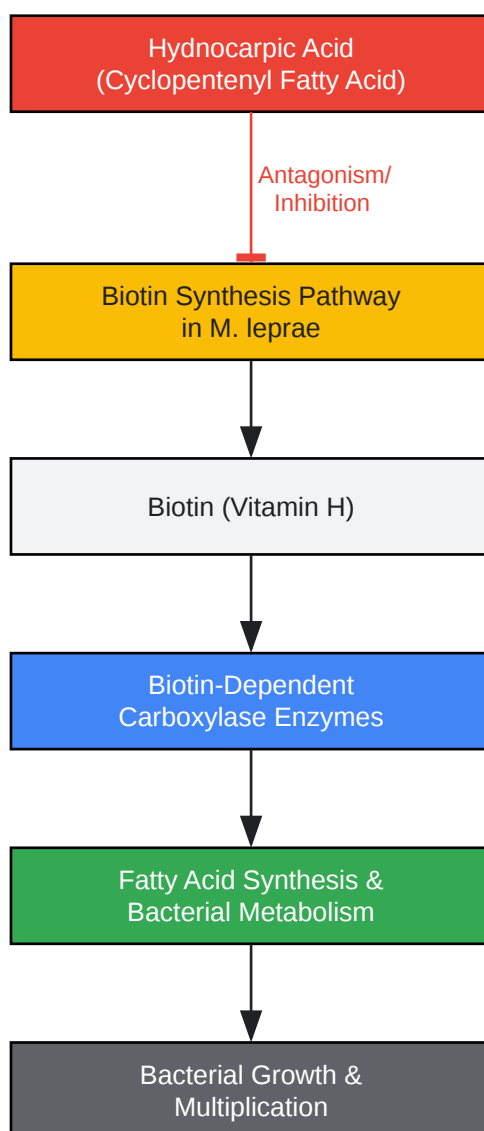 Hydnocarpic Acid
(Cyclopentenyl Fatty Acid)
Antagonism/
Inhibition
Biotin Synthesis Pathway
in M. leprae
Biotin (Vitamin H)
Biotin-Dependent
Carboxylase Enzymes
Fatty Acid Synthesis &
Bacterial Metabolism
Bacterial Growth &
Multiplication